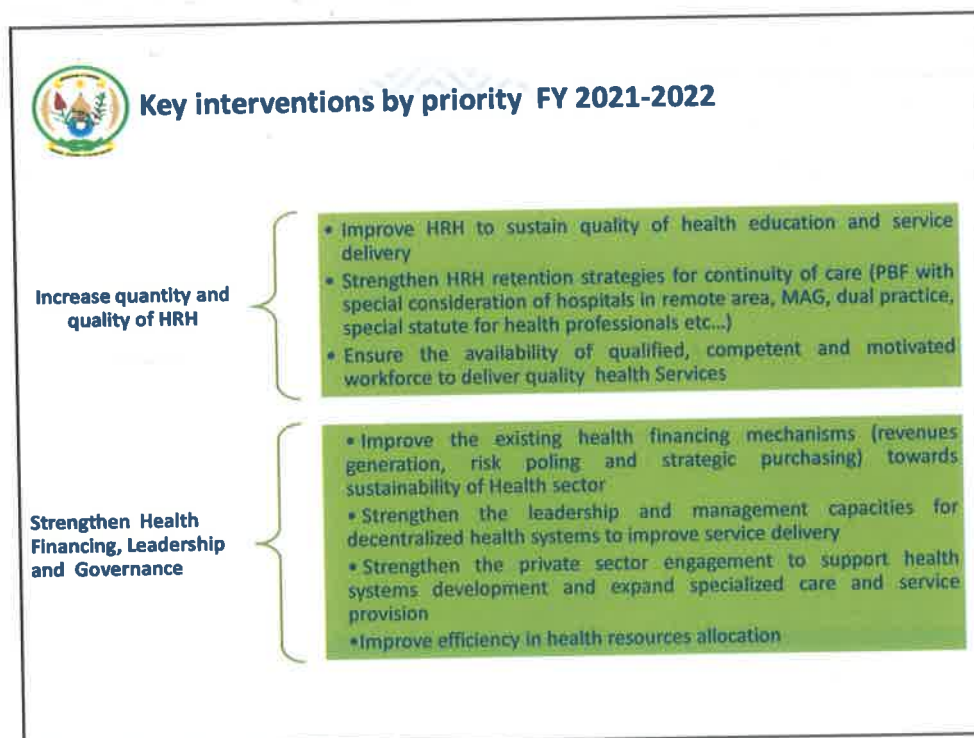 Key interventions by priority FY 2021-2022
Increase quantity and
quality of HRH
• Improve HRH to sustain quality of health education and service
delivery
• Strengthen HRH retention strategies for continuity of care (PBF with
special consideration of hospitals in remote area, MAG, dual practice,
special statute for health professionals etc...)
• Ensure the availability of qualified, competent and motivated
workforce to deliver quality health Services
Strengthen Health
Financing, Leadership
and Governance
• Improve the existing health financing mechanisms (revenues
generation, risk poling and strategic purchasing) towards
sustainability of Health sector
• Strengthen the leadership and management capacities for
decentralized health systems to improve service delivery
• Strengthen the private sector engagement to support health
systems development and expand specialized care and service
provision
•Improve efficiency in health resources allocation